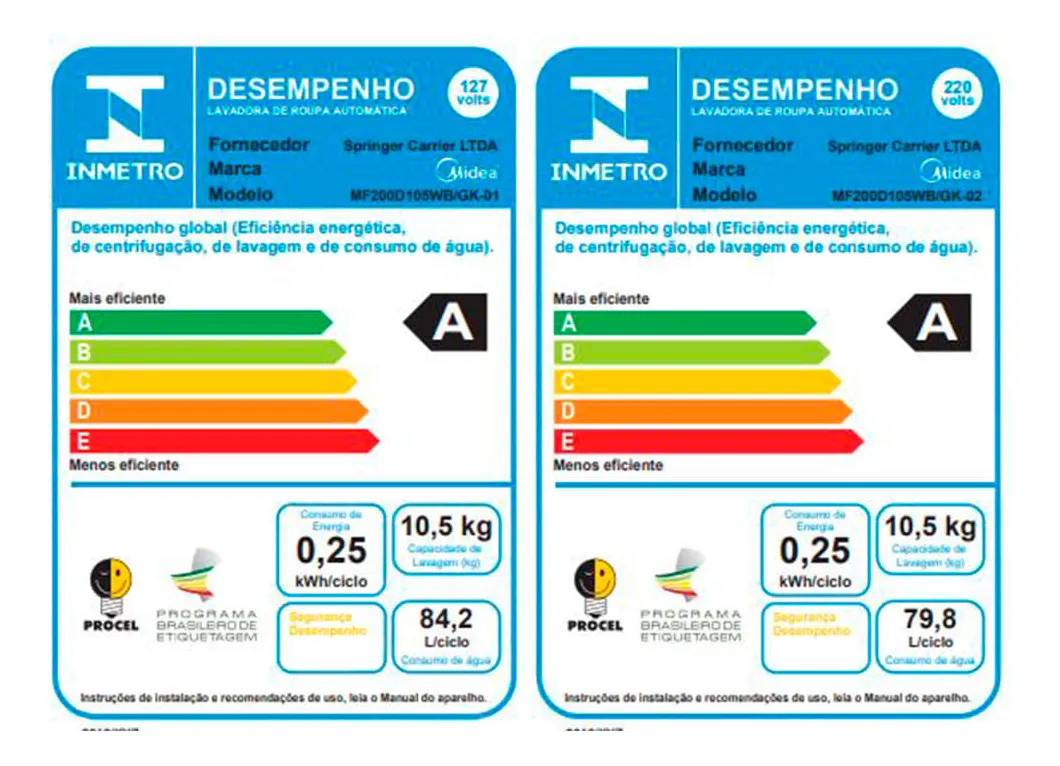 INMETRO
DESEMPENHO
LAVADORA DE ROUPA AUTOMÁTICA
127
volts
Fornecedor Springer Carrier LTDA
Marca Midea
Modelo MF200D105WB/GK-01
Desempenho global (Eficiência energética,
de centrifugação, de lavagem e de consumo de água).
Mais eficiente
A
A
B
C
D
E
Menos eficiente
Consumo de
Energia
0,25
kWh/ciclo
10,5 kg
Capacidade de
Lavagem (kg)
PROCEL
PROGRAMA
BRASILEIRO DE
ETIQUETAGEM
Segurança
Desempenho
84,2
L/ciclo
Consumo de água
Instruções de instalação e recomendações de uso, leia o Manual do aparelho.
INMETRO
DESEMPENHO
LAVADORA DE ROUPA AUTOMÁTICA
220
volts
Fornecedor Springer Carrier LTDA
Marca Midea
Modelo MF200D105WB/GK-02
Desempenho global (Eficiência energética,
de centrifugação, de lavagem e de consumo de água).
Mais eficiente
A
A
B
C
D
E
Menos eficiente
Consumo de
Energia
0,25
kWh/ciclo
10,5 kg
Capacidade de
Lavagem (kg)
PROCEL
PROGRAMA
BRASILEIRO DE
ETIQUETAGEM
Segurança
Desempenho
79,8
L/ciclo
Consumo de água
Instruções de instalação e recomendações de uso, leia o Manual do aparelho.